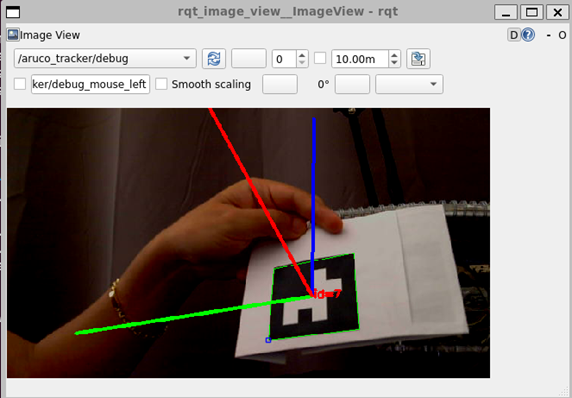 rqt_image_view__ImageView - rqt
Image View
D
- O
/aruco_tracker/debug
0
10.00m
ker/debug_mouse_left
Smooth scaling
0°
id=7